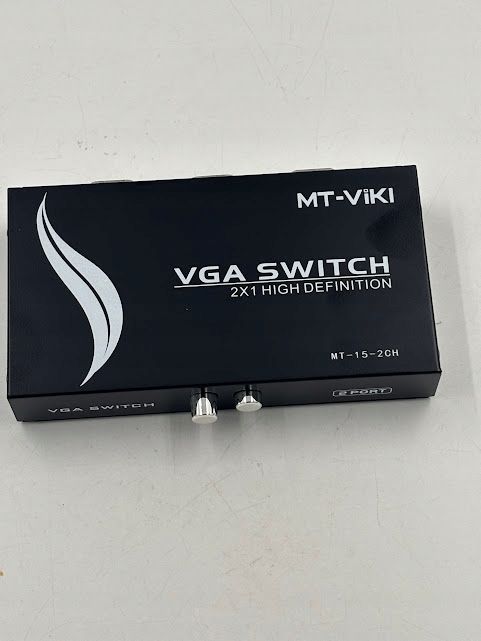 MT-ViKI
VGA SWITCH
2X1 HIGH DEFINITION
MT-15-2CH
VGA SWITCH
2 PORT